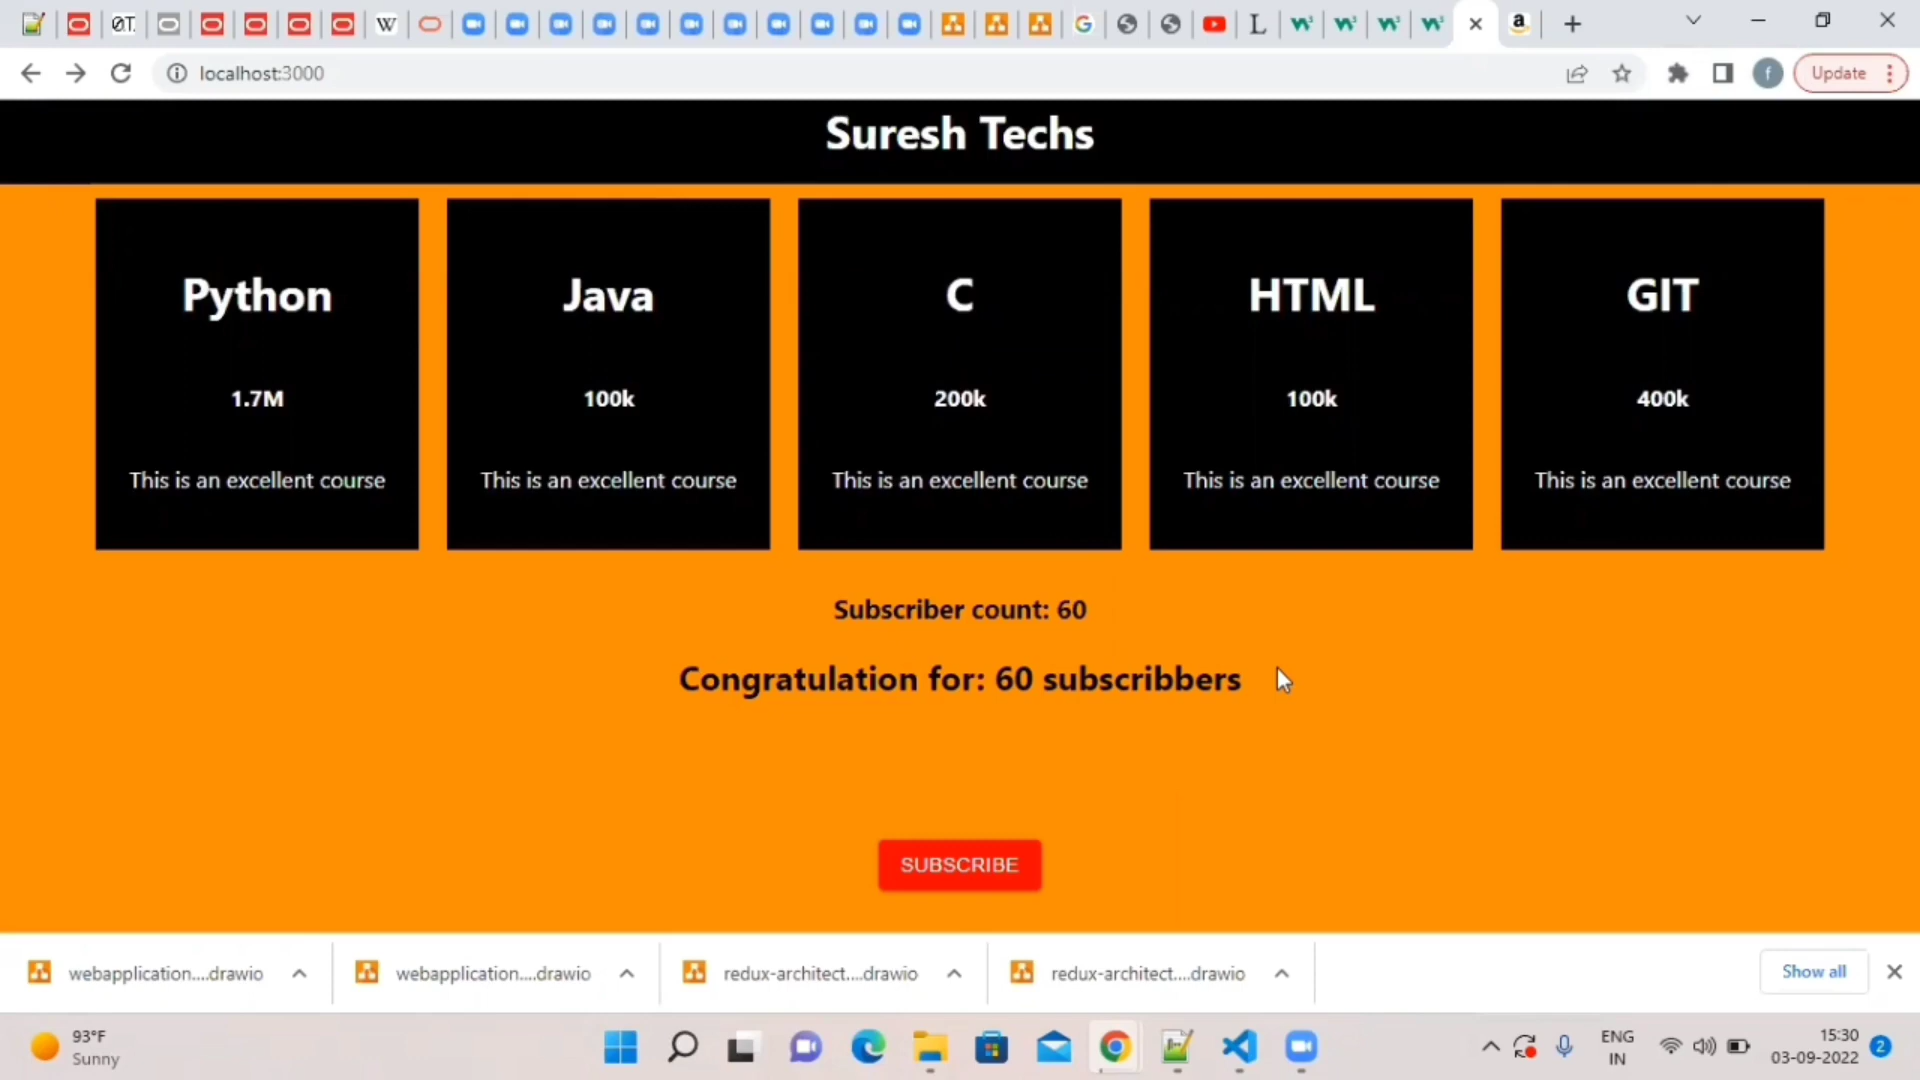 localhost:3000
Update
Suresh Techs
Python
1.7M
This is an excellent course
Java
100k
This is an excellent course
C
200k
This is an excellent course
HTML
100k
This is an excellent course
GIT
400k
This is an excellent course
Subscriber count: 60
Congratulation for: 60 subscribbers
SUBSCRIBE
webapplication....drawio
webapplication....drawio
redux-architect....drawio
redux-architect....drawio
Show all
93°F
Sunny
ENG
IN
15:30
03-09-2022
2